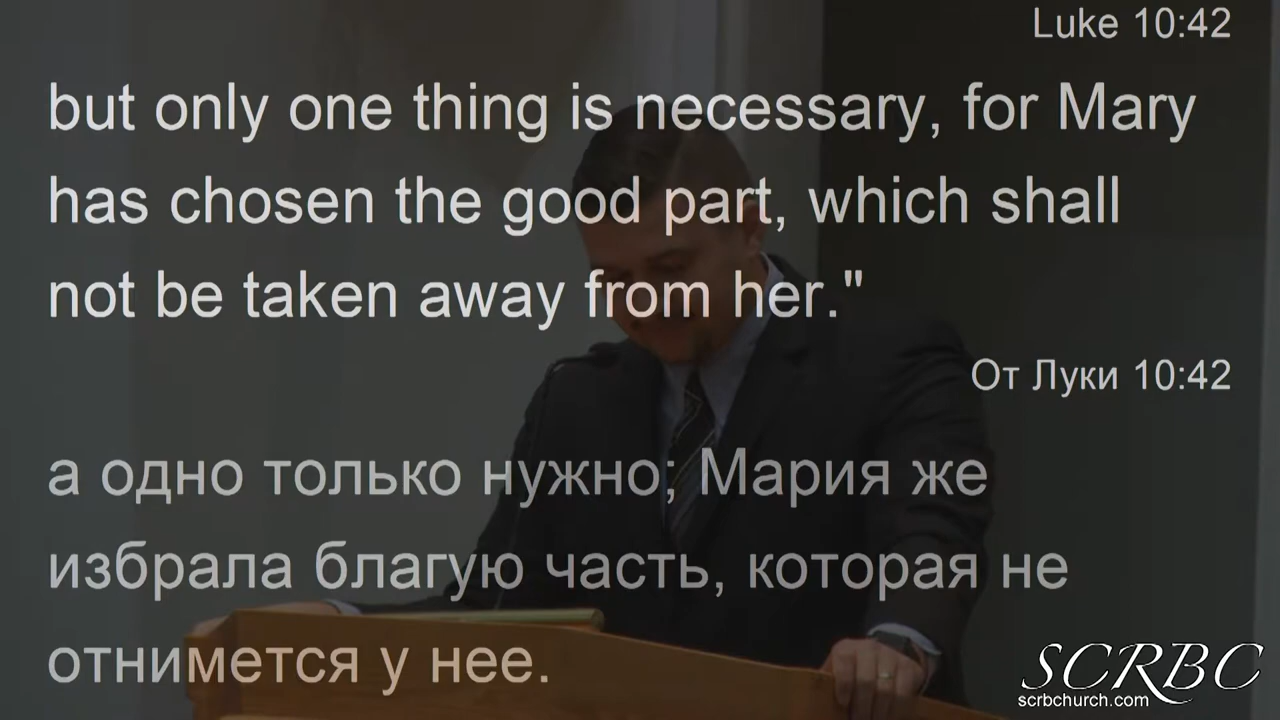 Luke 10:42
but only one thing is necessary, for Mary
has chosen the good part, which shall
not be taken away from her."
От Луки 10:42
а одно только нужно; Мария же
избрала благую часть, которая не
отнимется у нее.
SCRBC
scrbchurch.com